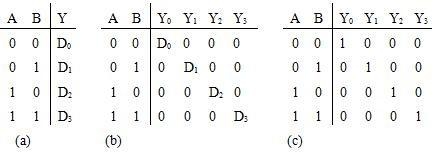 A B Y A B Y₀ Y₁ Y₂ Y₃ A B Y₀ Y₁ Y₂ Y₃
0 0 D₀ 0 0 D₀ 0 0 0 0 0 1 0 0 0
0 1 D₁ 0 1 0 D₁ 0 0 0 1 0 1 0 0
1 0 D₂ 1 0 0 0 D₂ 0 1 0 0 0 1 0
1 1 D₃ 1 1 0 0 0 D₃ 1 1 0 0 0 1
(a) (b) (c)